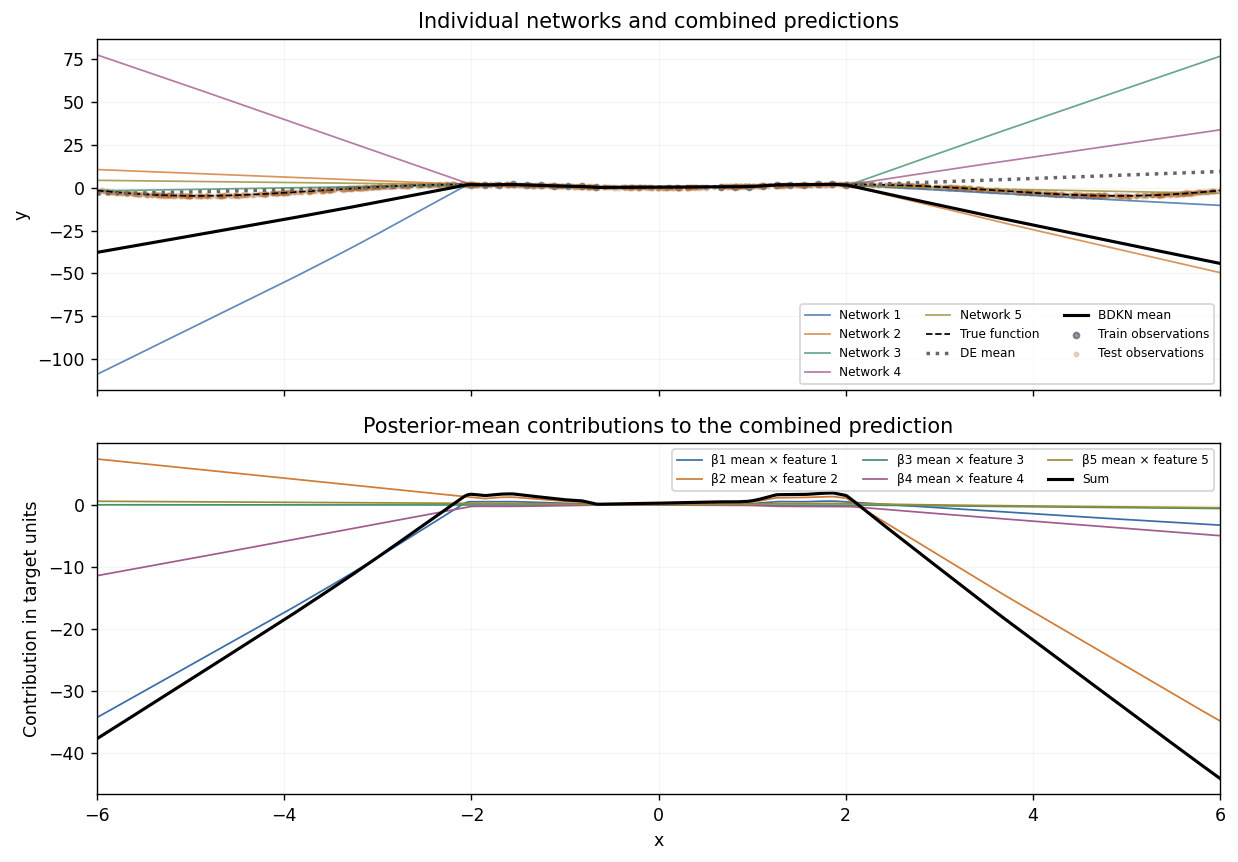 Individual networks and combined predictions
75
50
25
0
−25
−50
−75
−100
y
Network 1
Network 2
Network 3
Network 4
Network 5
True function
DE mean
BDKN mean
Train observations
Test observations
Posterior-mean contributions to the combined prediction
β1 mean × feature 1
β2 mean × feature 2
β3 mean × feature 3
β4 mean × feature 4
β5 mean × feature 5
Sum
0
−10
−20
−30
−40
Contribution in target units
−6
−4
−2
0
2
4
6
x